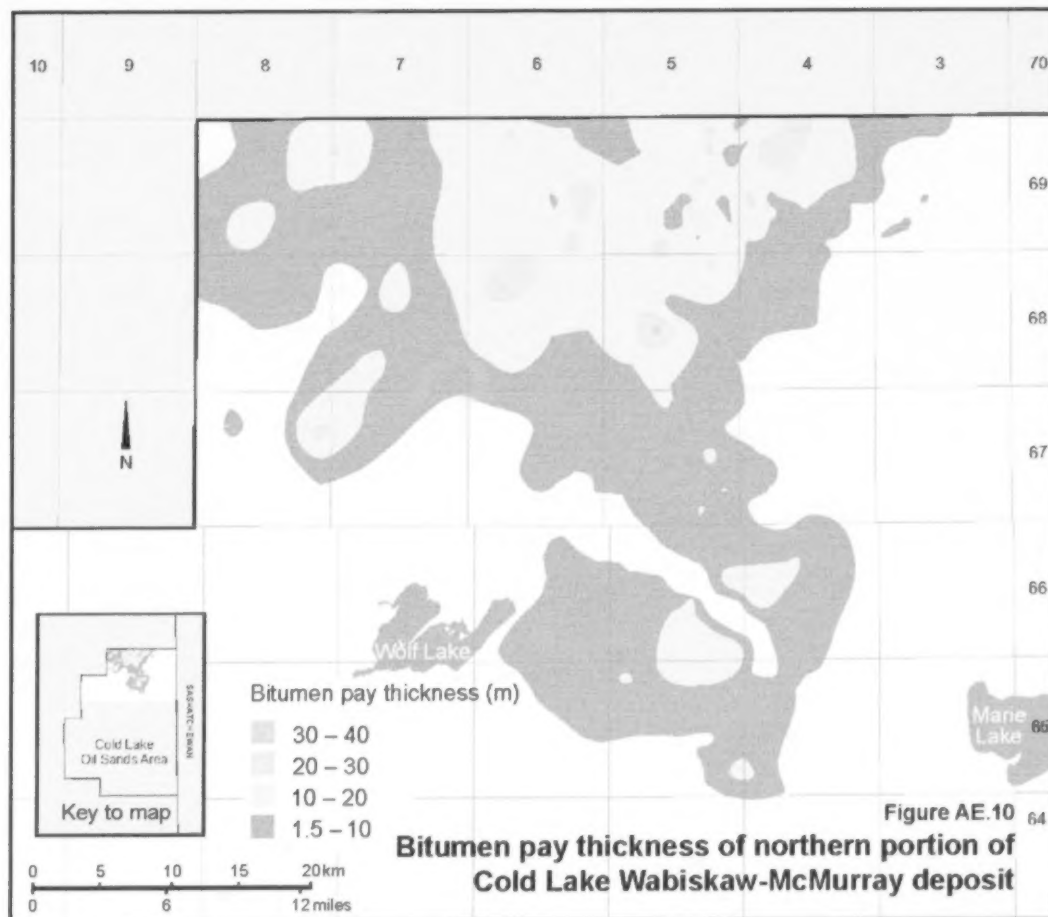 10 9 8 7 6 5 4 3 70
69
68
67
N
66
Wolf Lake
Bitumen pay thickness (m)
30 – 40
20 – 30
10 – 20
1.5 – 10
Marie
Lake
65
Cold Lake
Oil Sands Area
Key to map
64
Figure AE.10
Bitumen pay thickness of northern portion of
Cold Lake Wabiskaw-McMurray deposit
0 5 10 15 20 km
0 6 12 miles